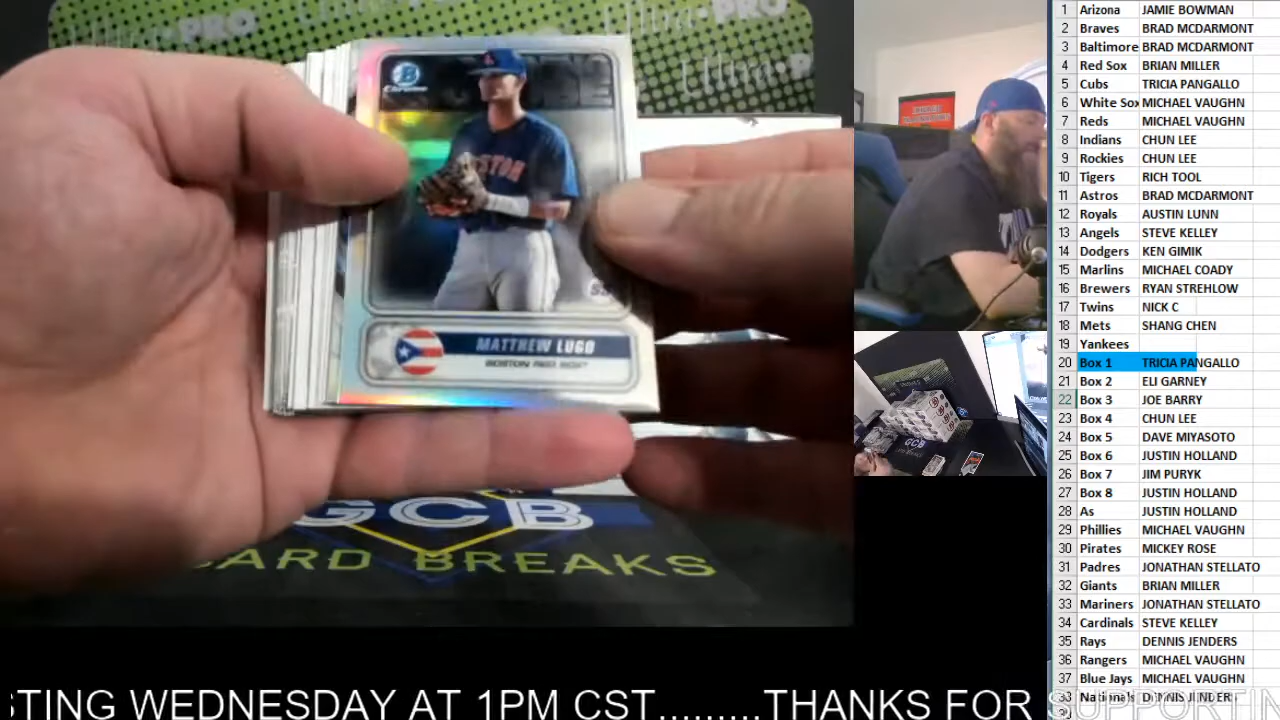 Ultra•PRO
B
Chrome
BOSTON
MATTHEW LUGO
BOSTON RED SOX
GCB
CARD BREAKS
GCB
1 Arizona JAMIE BOWMAN
2 Braves BRAD MCDARMONT
3 Baltimore BRAD MCDARMONT
4 Red Sox BRIAN MILLER
5 Cubs TRICIA PANGALLO
6 White Sox MICHAEL VAUGHN
7 Reds MICHAEL VAUGHN
8 Indians CHUN LEE
9 Rockies CHUN LEE
10 Tigers RICH TOOL
11 Astros BRAD MCDARMONT
12 Royals AUSTIN LUNN
13 Angels STEVE KELLEY
14 Dodgers KEN GIMIK
15 Marlins MICHAEL COADY
16 Brewers RYAN STREHLOW
17 Twins NICK C
18 Mets SHANG CHEN
19 Yankees
20 Box 1 TRICIA PANGALLO
21 Box 2 ELI GARNEY
22 Box 3 JOE BARRY
23 Box 4 CHUN LEE
24 Box 5 DAVE MIYASOTO
25 Box 6 JUSTIN HOLLAND
26 Box 7 JIM PURYK
27 Box 8 JUSTIN HOLLAND
28 As JUSTIN HOLLAND
29 Phillies MICHAEL VAUGHN
30 Pirates MICKEY ROSE
31 Padres JONATHAN STELLATO
32 Giants BRIAN MILLER
33 Mariners JONATHAN STELLATO
34 Cardinals STEVE KELLEY
35 Rays DENNIS JENDERS
36 Rangers MICHAEL VAUGHN
37 Blue Jays MICHAEL VAUGHN
38 Nationals DENNIS JENDERS
STING WEDNESDAY AT 1PM CST.........THANKS FOR SUPPORTIN